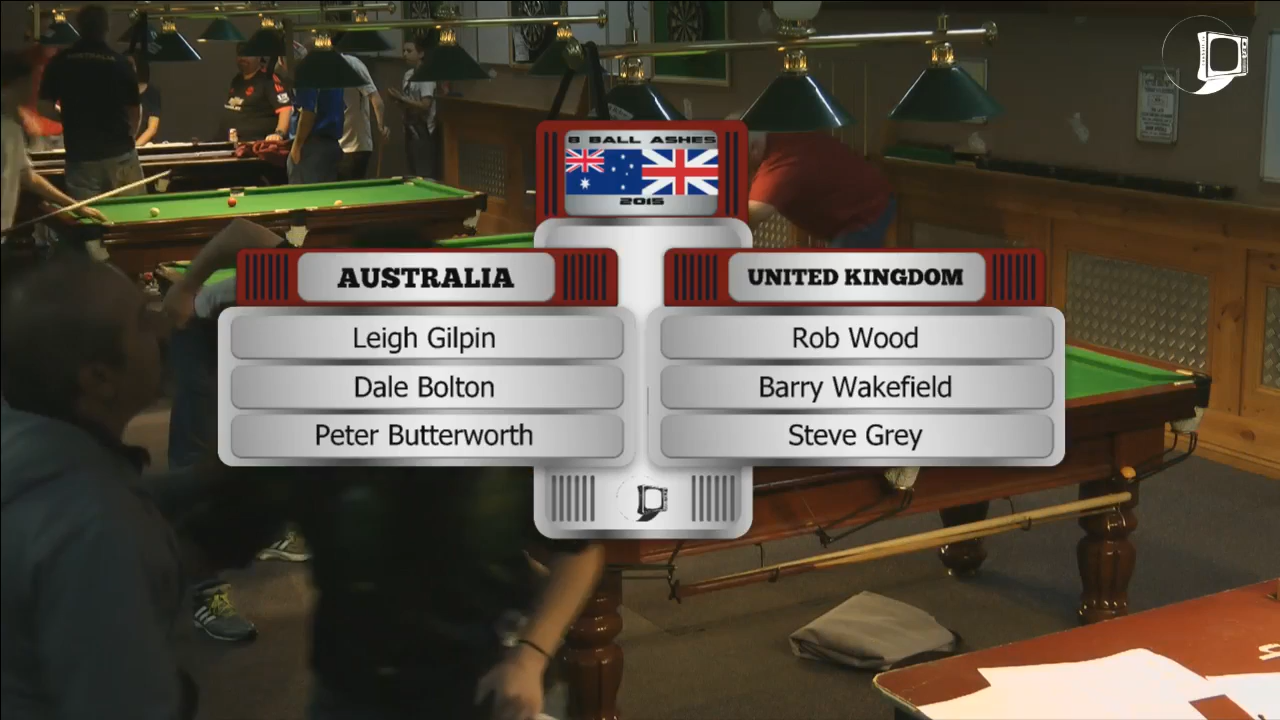 8 BALL ASHES
2015
AUSTRALIA
UNITED KINGDOM
Leigh Gilpin
Rob Wood
Dale Bolton
Barry Wakefield
Peter Butterworth
Steve Grey